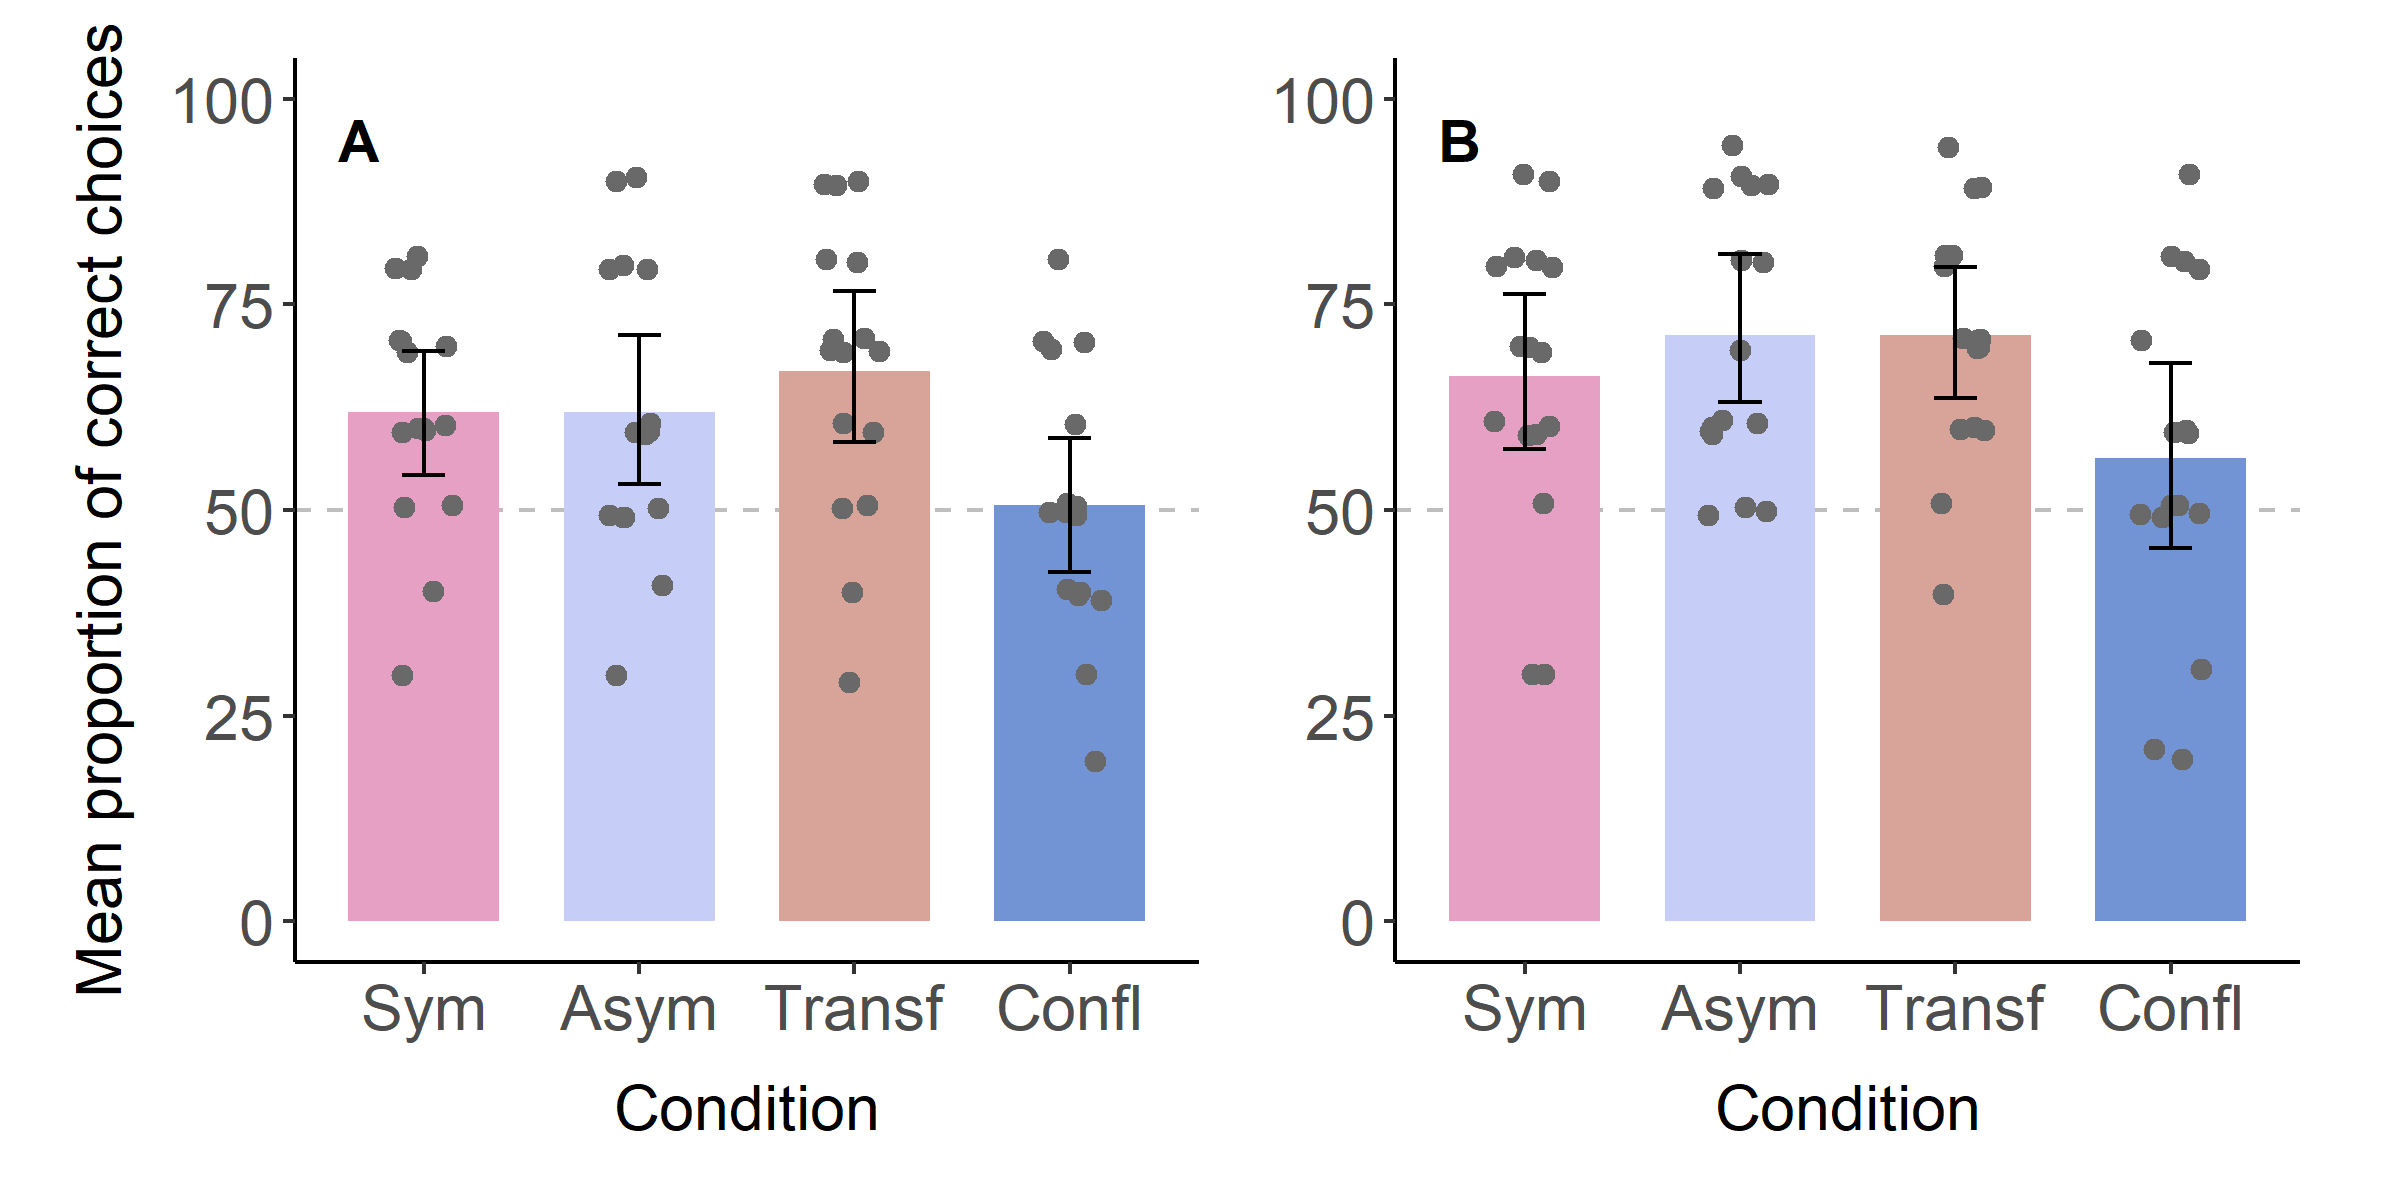 Mean proportion of correct choices
100
75
50
25
0
A
Sym Asym Transf Confl
Condition
100
75
50
25
0
B
Sym Asym Transf Confl
Condition